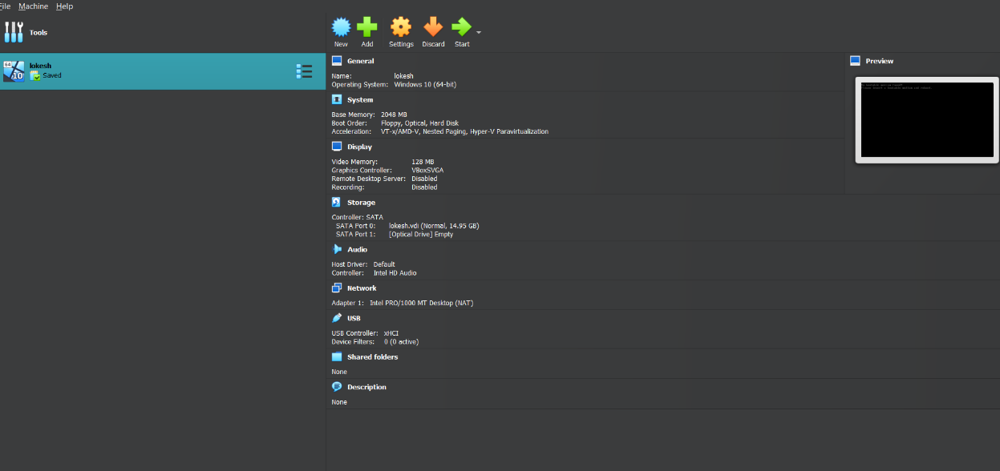 File Machine Help
Tools
lokesh
Saved
64
10
New Add Settings Discard Start
General
Name: lokesh
Operating System: Windows 10 (64-bit)
System
Base Memory: 2048 MB
Boot Order: Floppy, Optical, Hard Disk
Acceleration: VT-x/AMD-V, Nested Paging, Hyper-V Paravirtualization
Display
Video Memory: 128 MB
Graphics Controller: VBoxSVGA
Remote Desktop Server: Disabled
Recording: Disabled
Storage
Controller: SATA
SATA Port 0: lokesh.vdi (Normal, 14.95 GB)
SATA Port 1: [Optical Drive] Empty
Audio
Host Driver: Default
Controller: Intel HD Audio
Network
Adapter 1: Intel PRO/1000 MT Desktop (NAT)
USB
USB Controller: xHCI
Device Filters: 0 (0 active)
Shared folders
None
Description
None
Preview